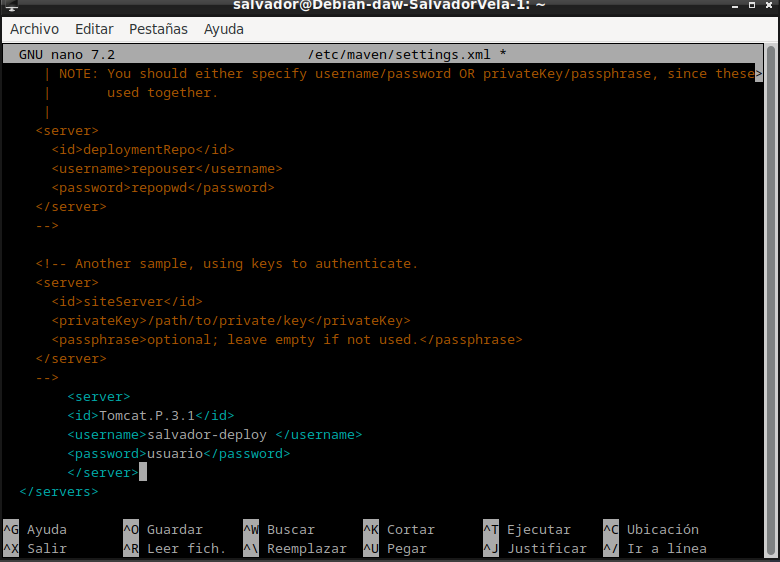 salvador@Debian-daw-SalvadorVela-1: ~
Archivo Editar Pestañas Ayuda
GNU nano 7.2 /etc/maven/settings.xml *
| NOTE: You should either specify username/password OR privateKey/passphrase, since these>
| used together.
|
<server>
<id>deploymentRepo</id>
<username>repouser</username>
<password>repopwd</password>
</server>
-->
<!-- Another sample, using keys to authenticate.
<server>
<id>siteServer</id>
<privateKey>/path/to/private/key</privateKey>
<passphrase>optional; leave empty if not used.</passphrase>
</server>
-->
<server>
<id>Tomcat.P.3.1</id>
<username>salvador-deploy </username>
<password>usuario</password>
</server>
</servers>
^G Ayuda ^O Guardar ^W Buscar ^K Cortar ^T Ejecutar ^C Ubicación
^X Salir ^R Leer fich. ^\ Reemplazar ^U Pegar ^J Justificar ^/ Ir a línea